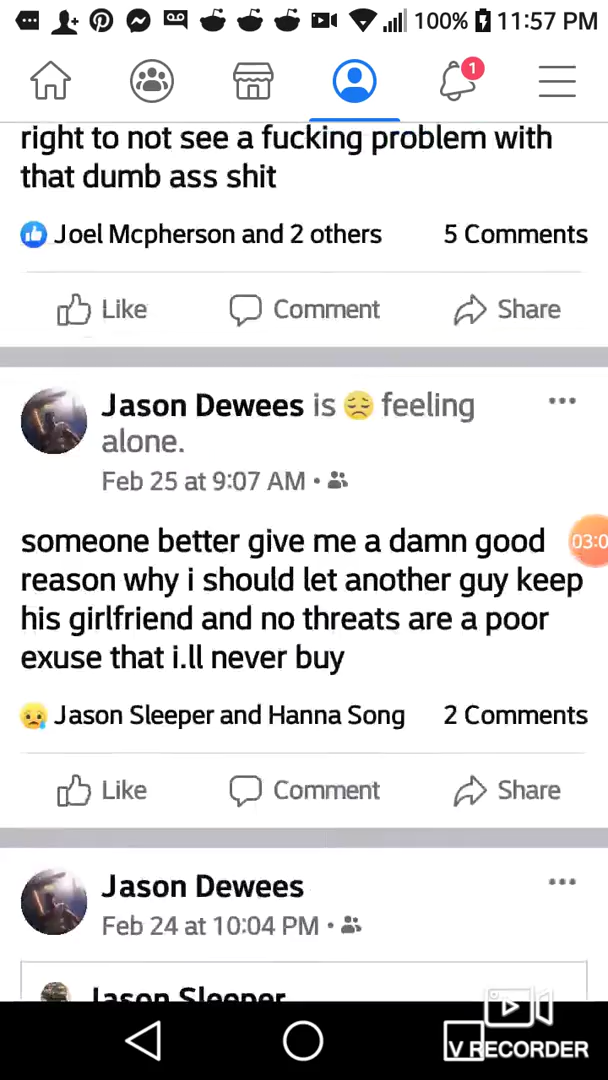 100% 11:57 PM
1
right to not see a fucking problem with
that dumb ass shit
Joel Mcpherson and 2 others 5 Comments
Like Comment Share
Jason Dewees is feeling
alone.
Feb 25 at 9:07 AM
someone better give me a damn good
reason why i should let another guy keep
his girlfriend and no threats are a poor
exuse that i.ll never buy
03:0
Jason Sleeper and Hanna Song 2 Comments
Like Comment Share
Jason Dewees
Feb 24 at 10:04 PM
Jason Sleeper
V RECORDER